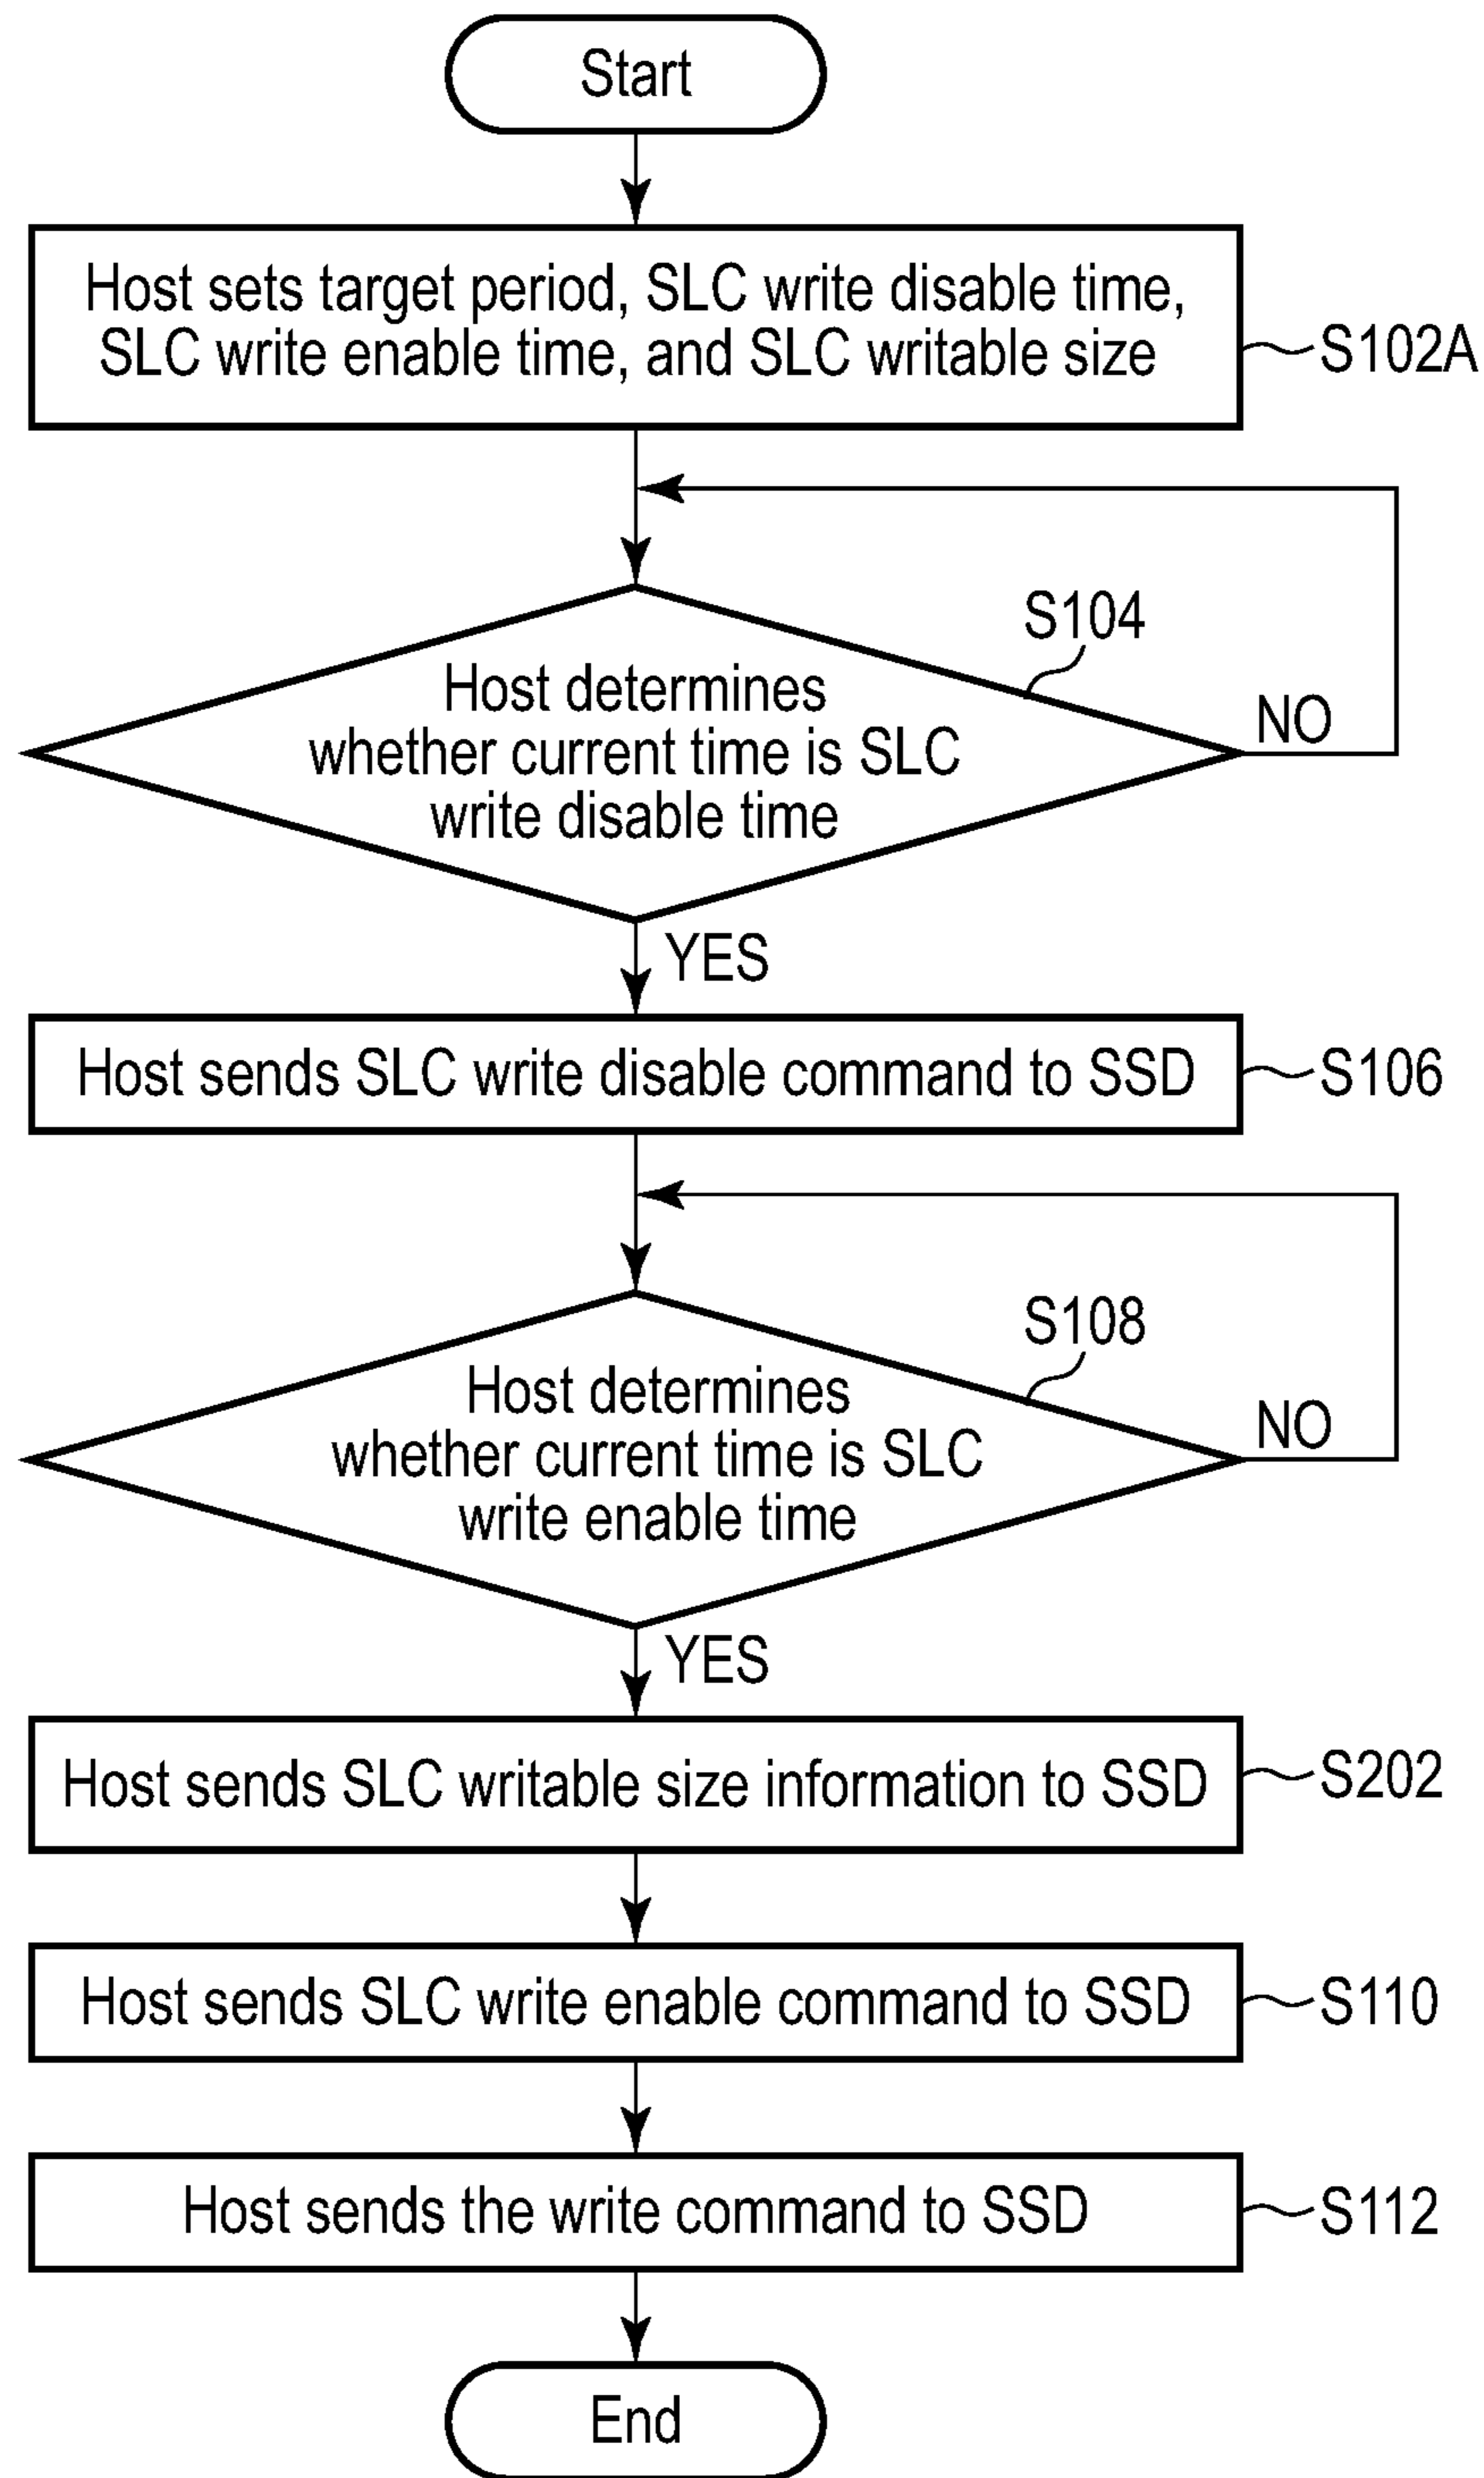 Start
Host sets target period, SLC write disable time,
SLC write enable time, and SLC writable size
S102A
S104
Host determines
whether current time is SLC
write disable time
NO
YES
Host sends SLC write disable command to SSD
S106
S108
Host determines
whether current time is SLC
write enable time
NO
YES
Host sends SLC writable size information to SSD
S202
Host sends SLC write enable command to SSD
S110
Host sends the write command to SSD
S112
End